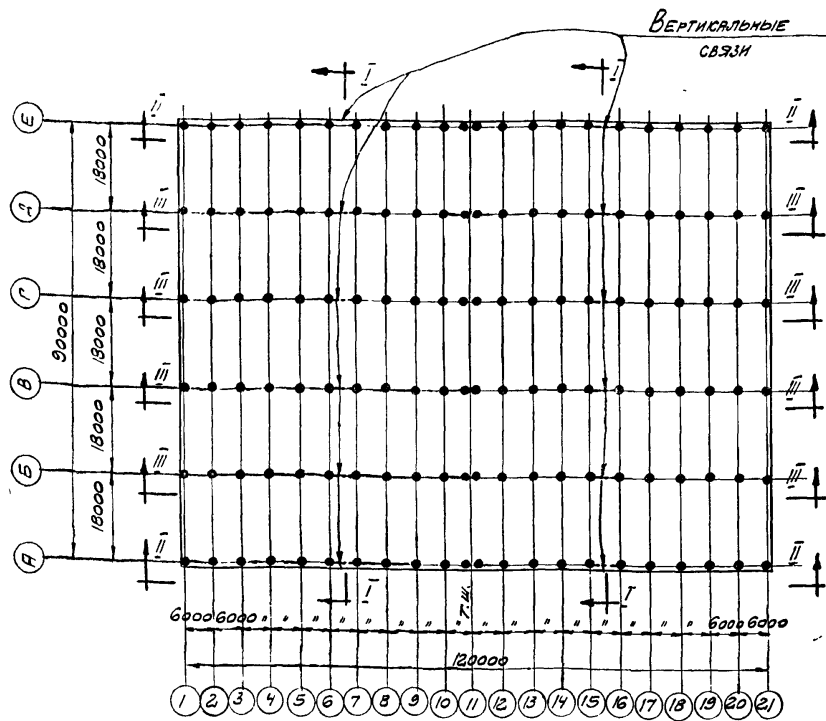 Вертикальные
связи
I I
II Е II
18000
III Д III
18000
III Г III
90000
18000
III В III
18000
III Б III
18000
II А II
I Т.Ш. I
6000 6000 " " " " " " " " " " " " " " " 6000 6000
120000
1 2 3 4 5 6 7 8 9 10 11 12 13 14 15 16 17 18 19 20 21